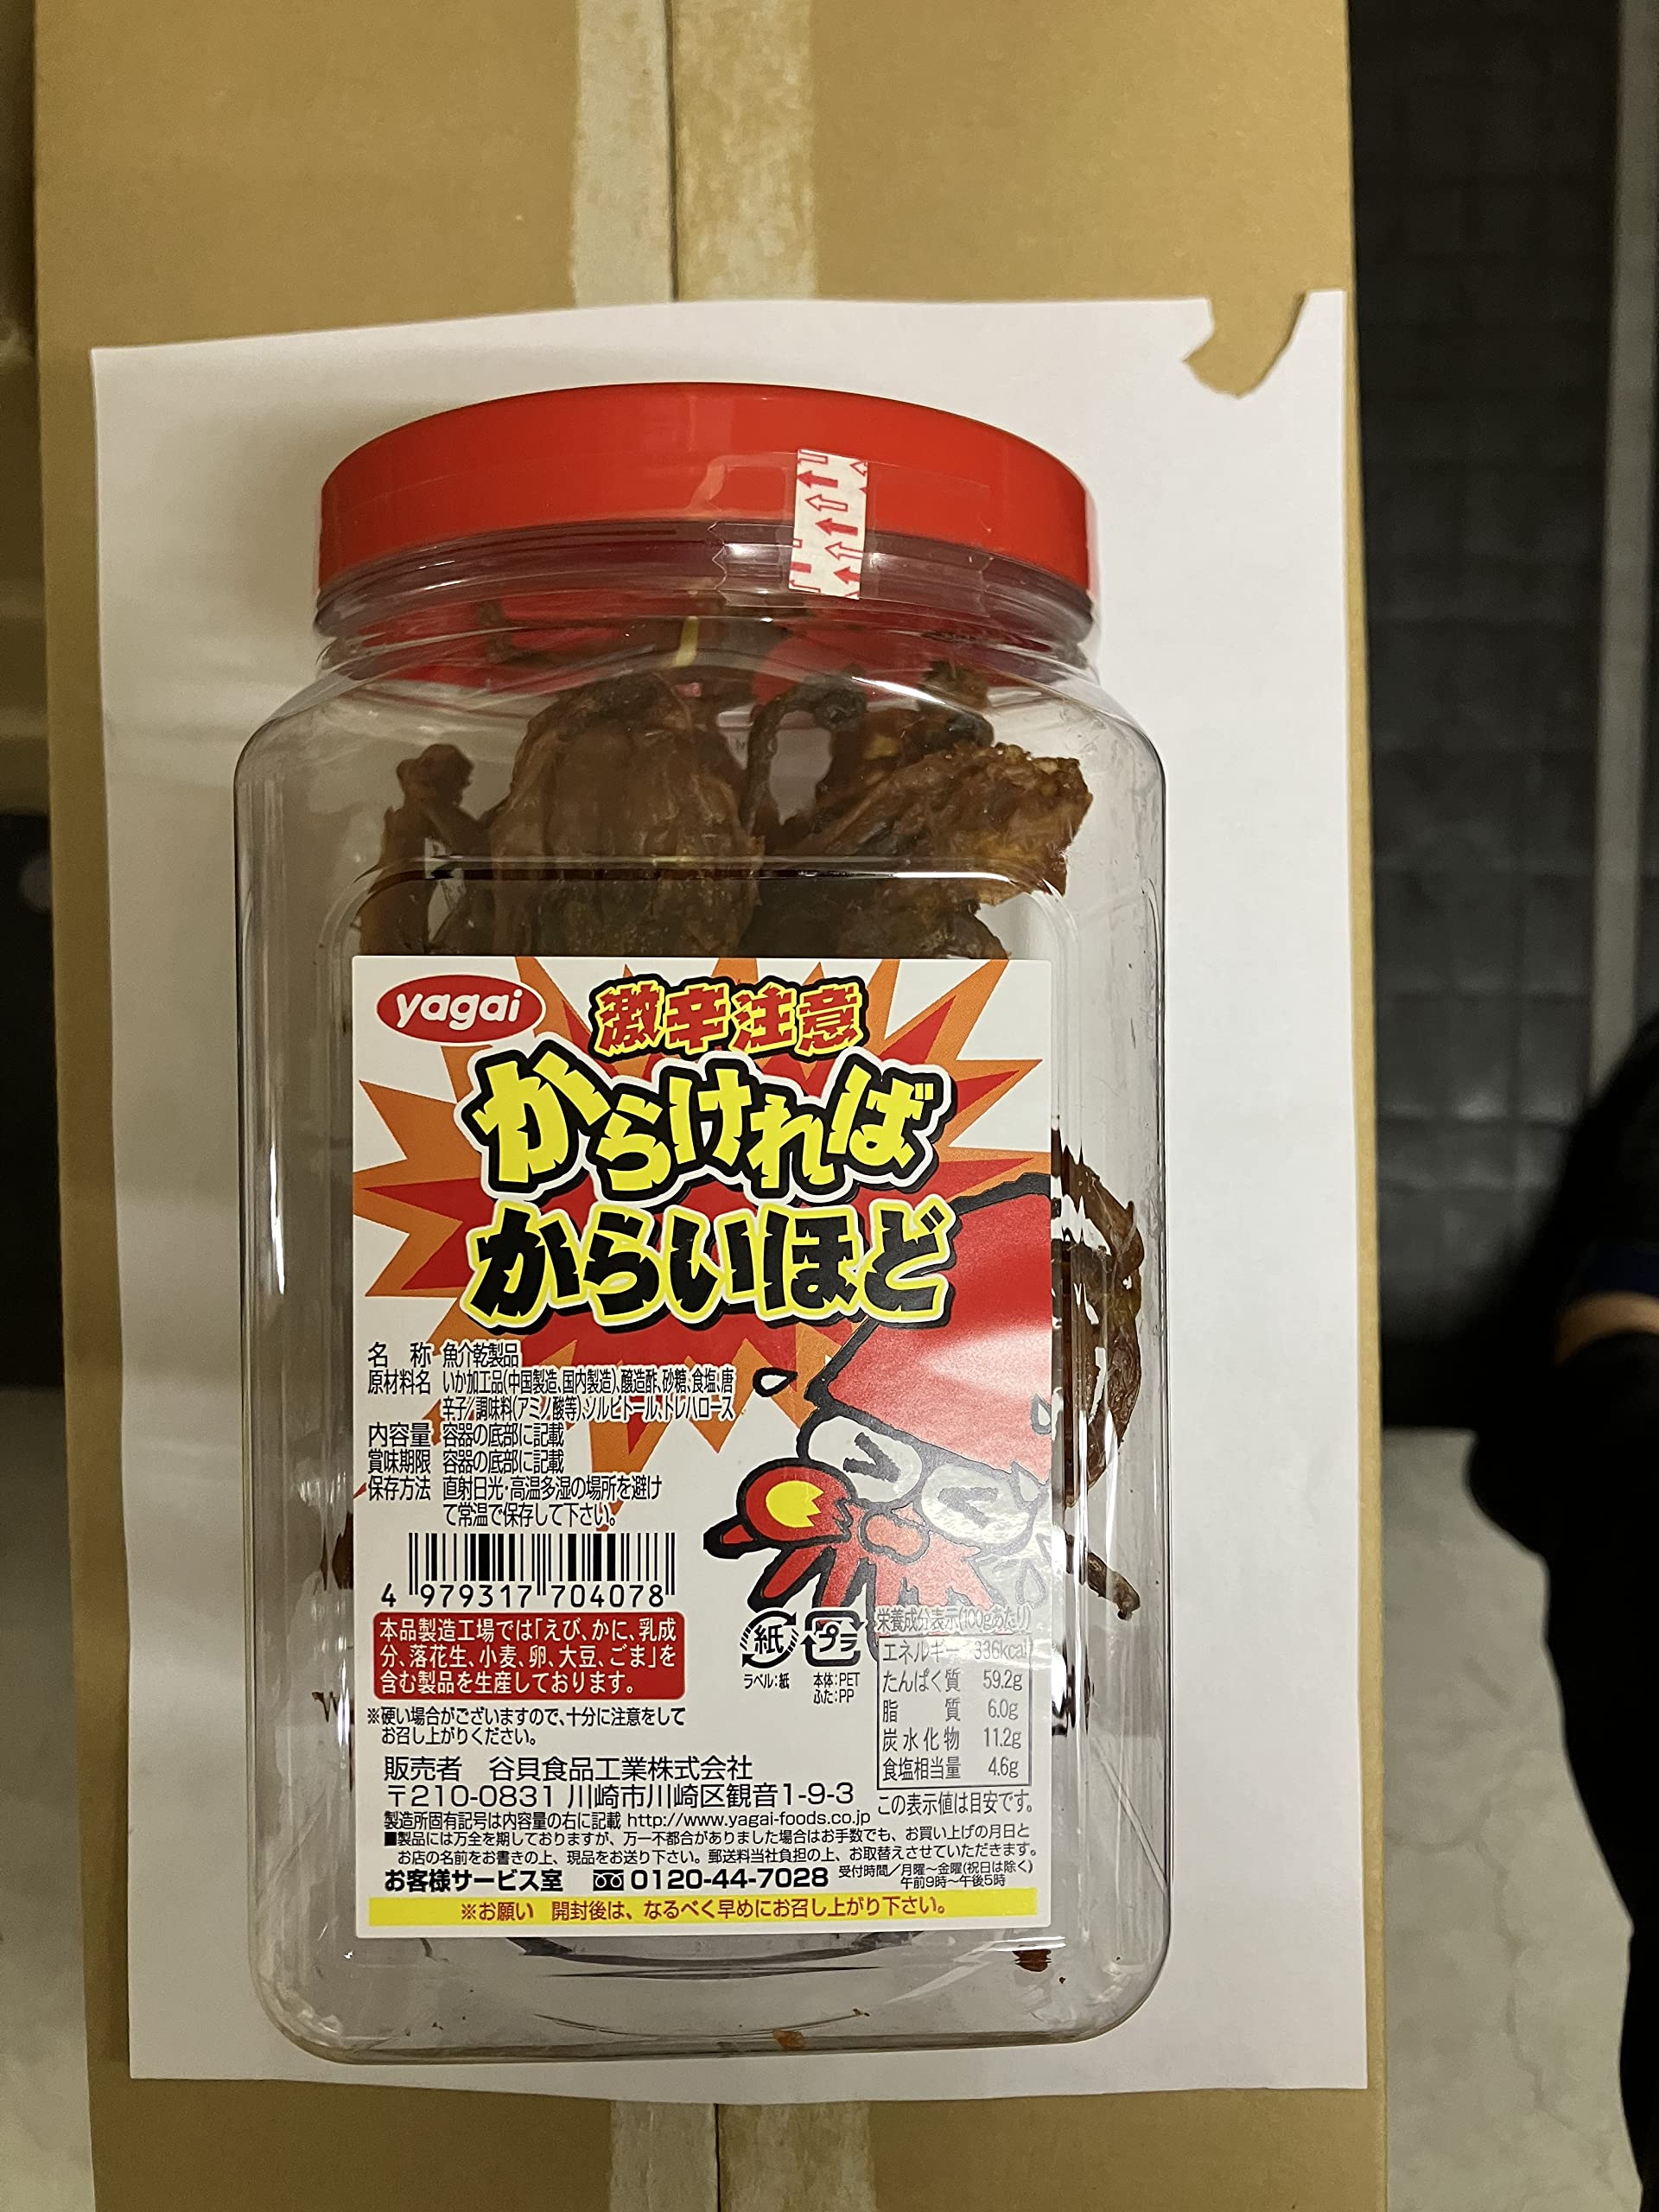 yagai
激辛注意
からければ
からいほど
名 称 魚介乾製品
原材料名 いか加工品(中国製造、国内製造)、醸造酢、砂糖、食塩、唐
辛子/調味料(アミノ酸等)、ソルビトール、トレハロース
内容量 容器の底部に記載
賞味期限 容器の底部に記載
保存方法 直射日光・高温多湿の場所を避け
て常温で保存して下さい。
4 979317 704078
本品製造工場では「えび、かに、乳成
分、落花生、小麦、卵、大豆、ごま」を
含む製品を生産しております。
※硬い場合がございますので、十分に注意をして
お召し上がりください。
紙
ラベル:紙
プラ
本体:PET
ふた:PP
栄養成分表示(100gあたり)
エネルギー 336kcal
たんぱく質 59.2g
脂 質 6.0g
炭水化物 11.2g
食塩相当量 4.6g
この表示値は目安です。
販売者 谷貝食品工業株式会社
〒210-0831 川崎市川崎区観音1-9-3
製造所固有記号は内容量の右に記載 http://www.yagai-foods.co.jp
■製品には万全を期しておりますが、万一不都合がありました場合はお手数でも、お買い上げの月日と
お店の名前をお書きの上、現品をお送り下さい。郵送料当社負担の上、お取替えさせていただきます。
お客様サービス室 0120-44-7028 受付時間/月曜〜金曜(祝日は除く)
午前9時〜午後5時
※お願い 開封後は、なるべく早めにお召し上がり下さい。